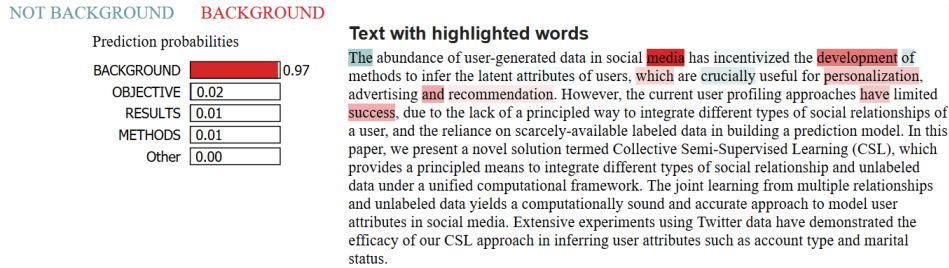 NOT BACKGROUND BACKGROUND
Prediction probabilities
BACKGROUND 0.97
OBJECTIVE 0.02
RESULTS 0.01
METHODS 0.01
Other 0.00
Text with highlighted words
The abundance of user-generated data in social media has incentivized the development of
methods to infer the latent attributes of users, which are crucially useful for personalization,
advertising and recommendation. However, the current user profiling approaches have limited
success, due to the lack of a principled way to integrate different types of social relationships of
a user, and the reliance on scarcely-available labeled data in building a prediction model. In this
paper, we present a novel solution termed Collective Semi-Supervised Learning (CSL), which
provides a principled means to integrate different types of social relationship and unlabeled
data under a unified computational framework. The joint learning from multiple relationships
and unlabeled data yields a computationally sound and accurate approach to model user
attributes in social media. Extensive experiments using Twitter data have demonstrated the
efficacy of our CSL approach in inferring user attributes such as account type and marital
status.